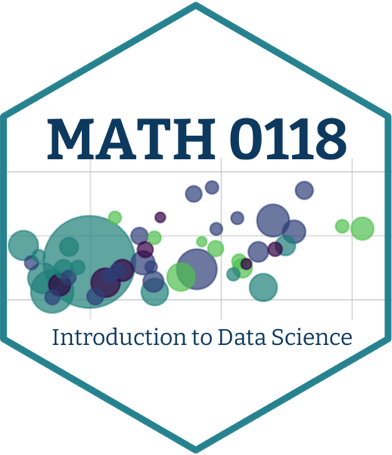 MATH 0118
Introduction to Data Science